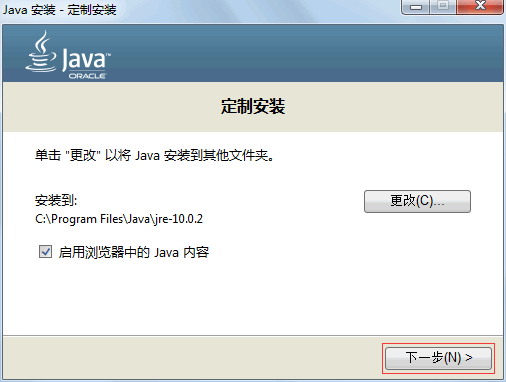 Java 安装 - 定制安装
Java™
ORACLE
定制安装
单击 "更改" 以将 Java 安装到其他文件夹。
安装到:
C:\Program Files\Java\jre-10.0.2
更改(C)...
启用浏览器中的 Java 内容
下一步(N) >